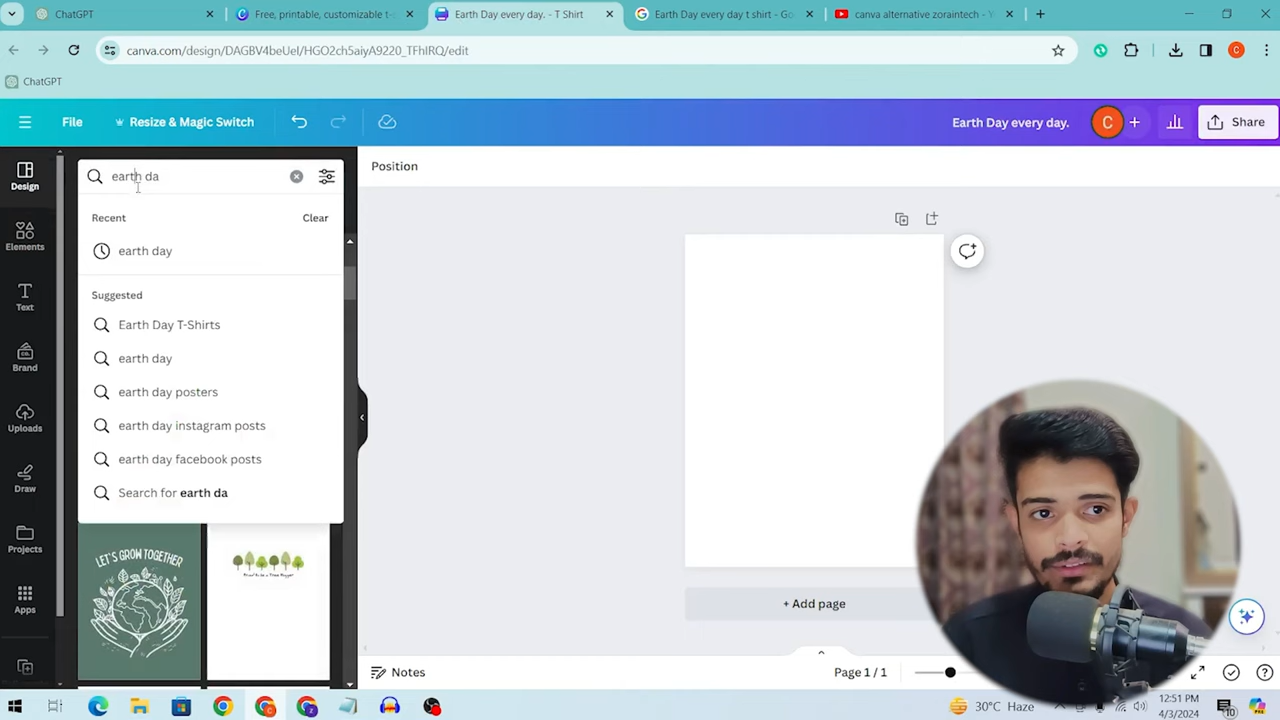 ChatGPT
Free, printable, customizable t-s
Earth Day every day. - T Shirt
Earth Day every day t shirt - Go
canva alternative zoraintech - Y
canva.com/design/DAGBV4beUeI/HGO2ch5aiyA9220_TFhIRQ/edit
ChatGPT
File
Resize & Magic Switch
Earth Day every day.
C
Share
Design
Elements
Text
Brand
Uploads
Draw
Projects
Apps
earth da
Recent
Clear
earth day
Suggested
Earth Day T-Shirts
earth day
earth day posters
earth day instagram posts
earth day facebook posts
Search for earth da
LET'S GROW TOGETHER
Position
+ Add page
Notes
Page 1 / 1
30°C Haze
12:51 PM
4/3/2024